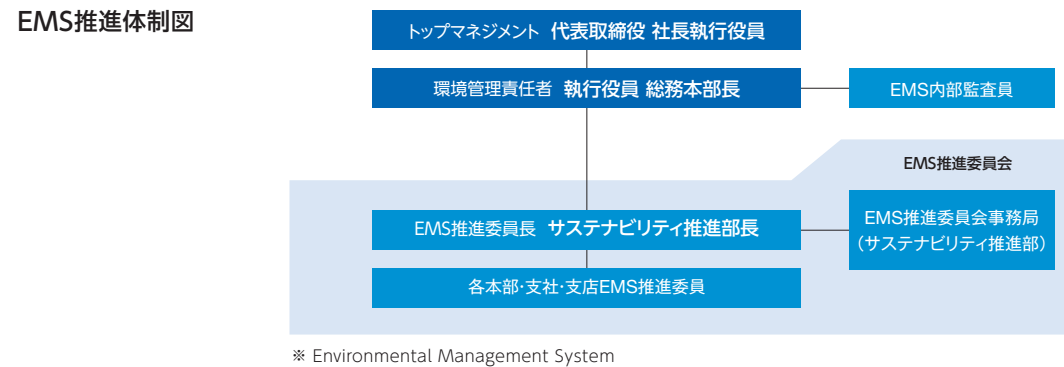 EMS推進体制図
トップマネジメント 代表取締役 社長執行役員
環境管理責任者 執行役員 総務本部長
EMS内部監査員
EMS推進委員会
EMS推進委員長 サステナビリティ推進部長
EMS推進委員会事務局
（サステナビリティ推進部）
各本部・支社・支店EMS推進委員
※ Environmental Management System